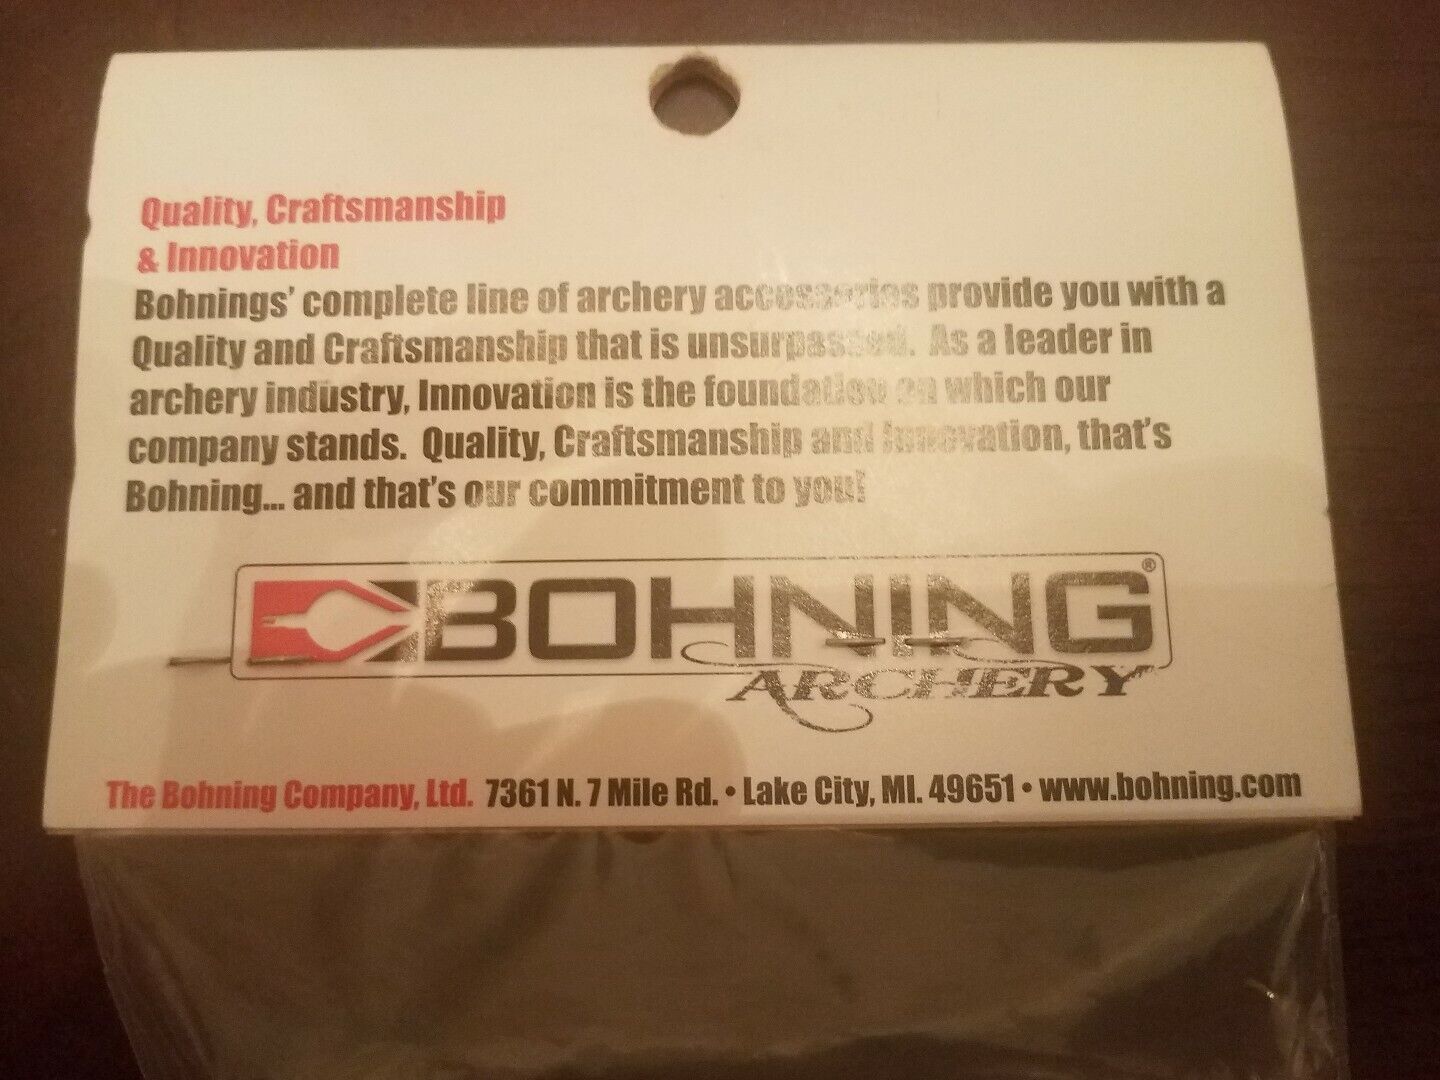 Quality, Craftsmanship
& Innovation
Bohnings' complete line of archery accessories provide you with a
Quality and Craftsmanship that is unsurpassed. As a leader in
archery industry, Innovation is the foundation on which our
company stands. Quality, Craftsmanship and Innovation, that's
Bohning... and that's our commitment to you!
BOHNING®
ARCHERY
The Bohning Company, Ltd. 7361 N. 7 Mile Rd. • Lake City, MI. 49651 • www.bohning.com